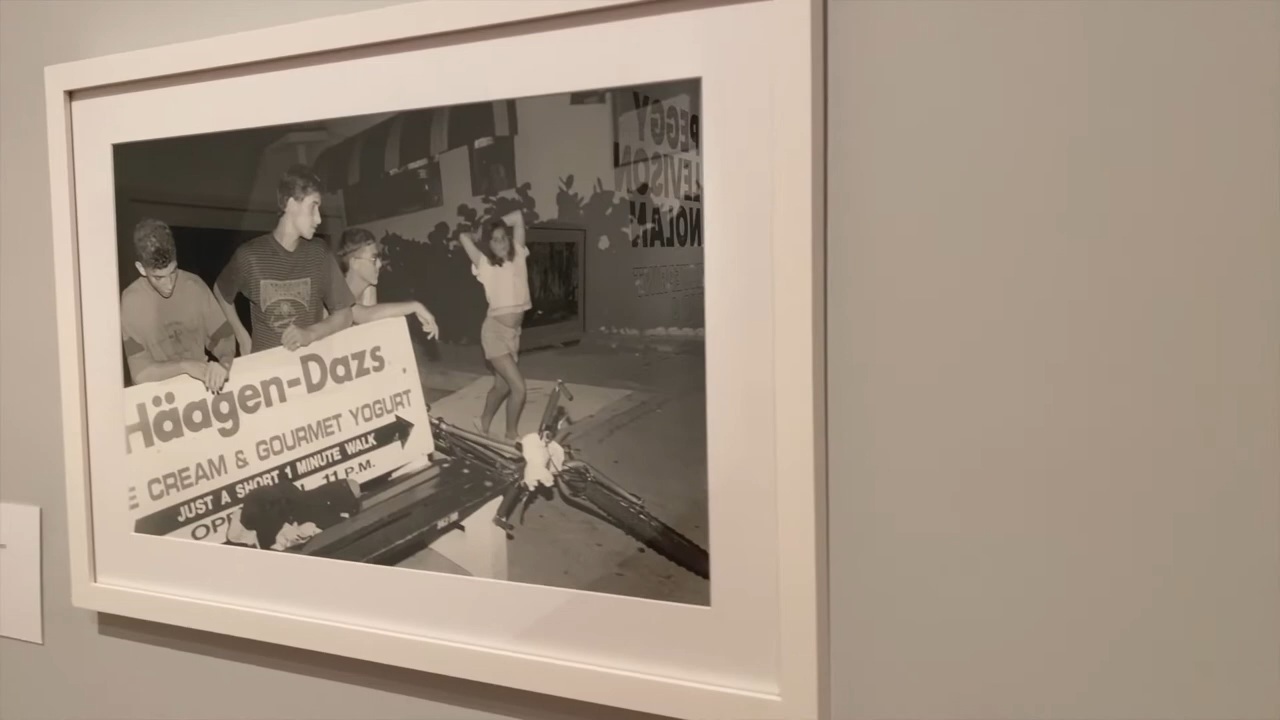 Häagen-Dazs
E CREAM & GOURMET YOGURT
JUST A SHORT 1 MINUTE WALK
OPE 11 P.M.
PEGGY
LEVISON
NOLAN